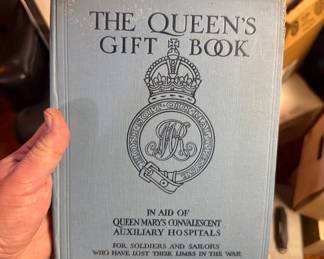 THE QUEEN'S
GIFT BOOK
IN AID OF
QUEEN MARY'S CONVALESCENT
AUXILIARY HOSPITALS
FOR SOLDIERS AND SAILORS
WHO HAVE LOST THEIR LIMBS IN THE WAR